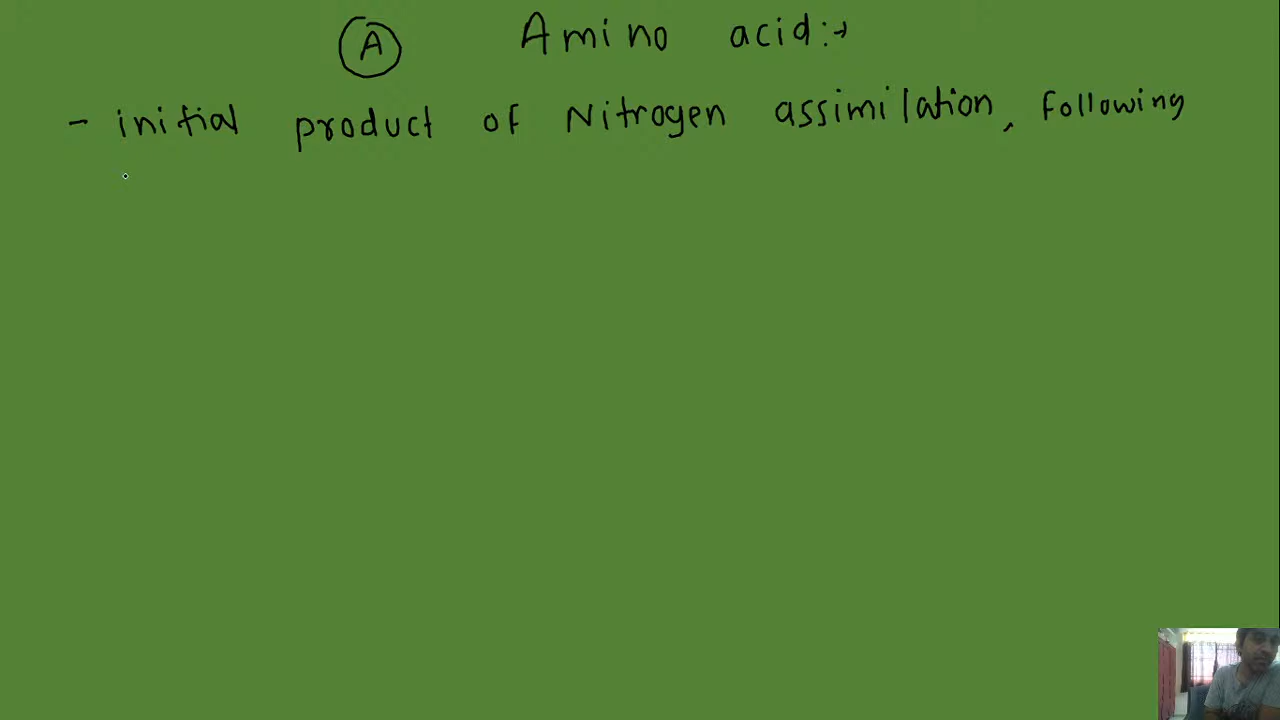 A Amino acid:→
- initial product of Nitrogen assimilation, following